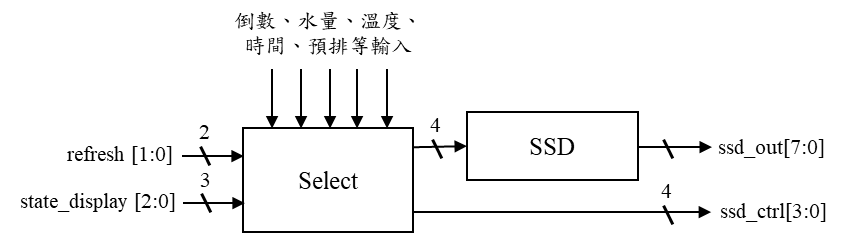 倒數、水量、溫度、
時間、預排等輸入
2
refresh [1:0]
3
state_display [2:0]
Select
4
SSD
ssd_out[7:0]
4
ssd_ctrl[3:0]